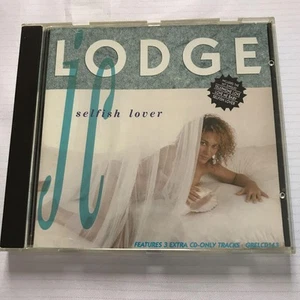 LODGE
jc
selfish lover
FEATURES 3 EXTRA CD-ONLY TRACKS